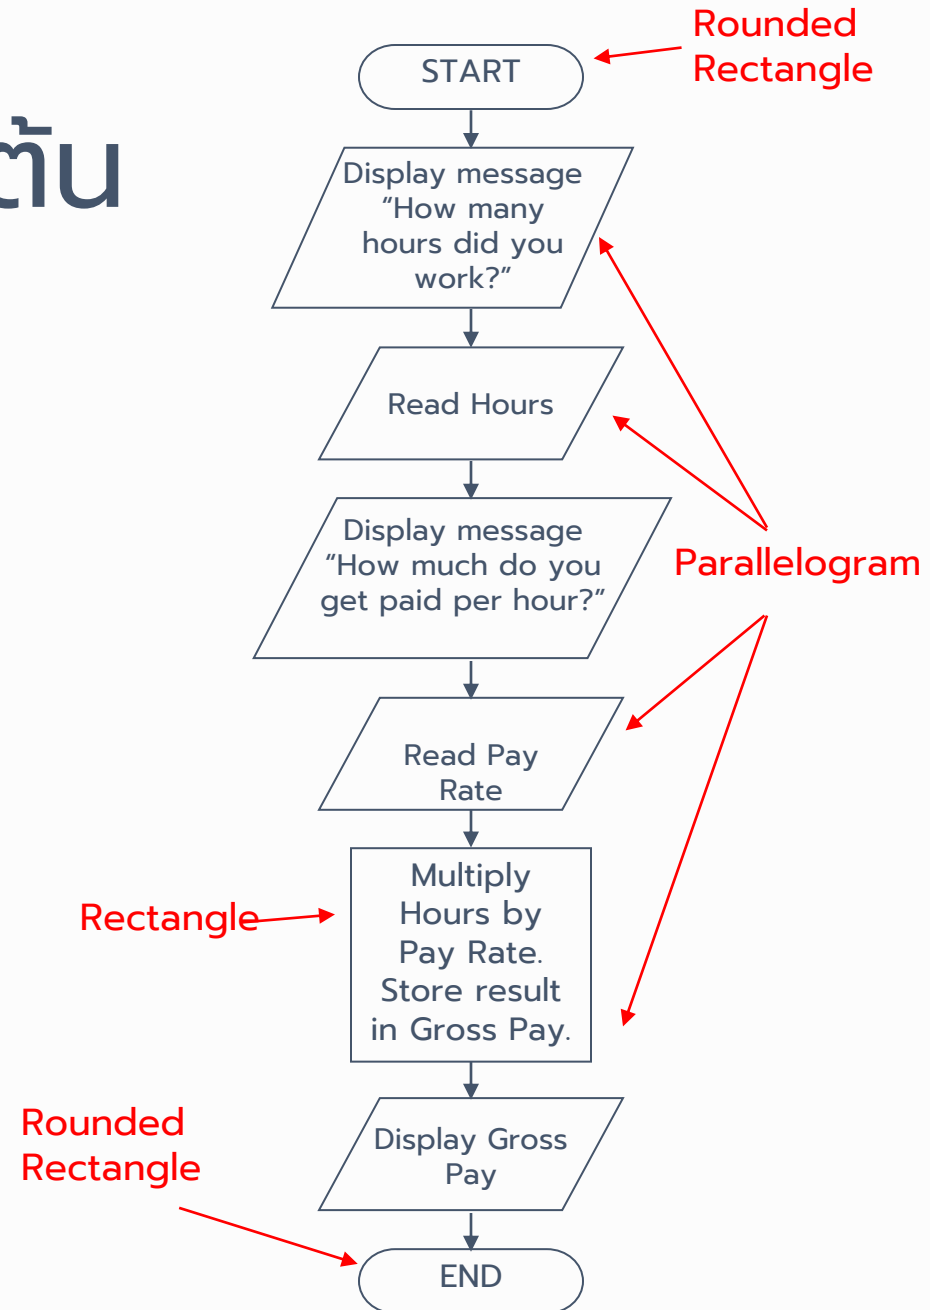 Rounded
Rectangle
START
ต้น
Display message
“How many
hours did you
work?”
Read Hours
Display message
“How much do you
get paid per hour?”
Parallelogram
Read Pay
Rate
Multiply
Hours by
Pay Rate.
Store result
in Gross Pay.
Rectangle
Rounded
Rectangle
Display Gross
Pay
END